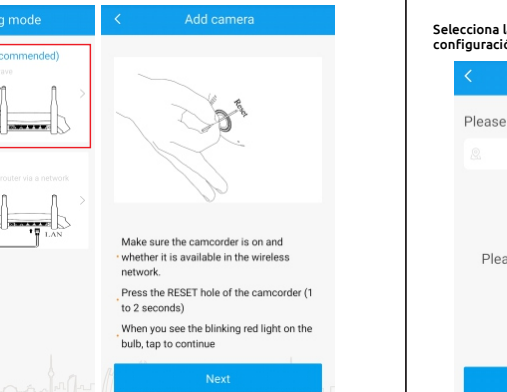 g mode
commended)
router via a network
LAN
Add camera
Reset
Make sure the camcorder is on and
whether it is available in the wireless
network.
Press the RESET hole of the camcorder (1
to 2 seconds)
When you see the blinking red light on the
bulb, tap to continue
Next
Selecciona l
configuració
Please
Plea